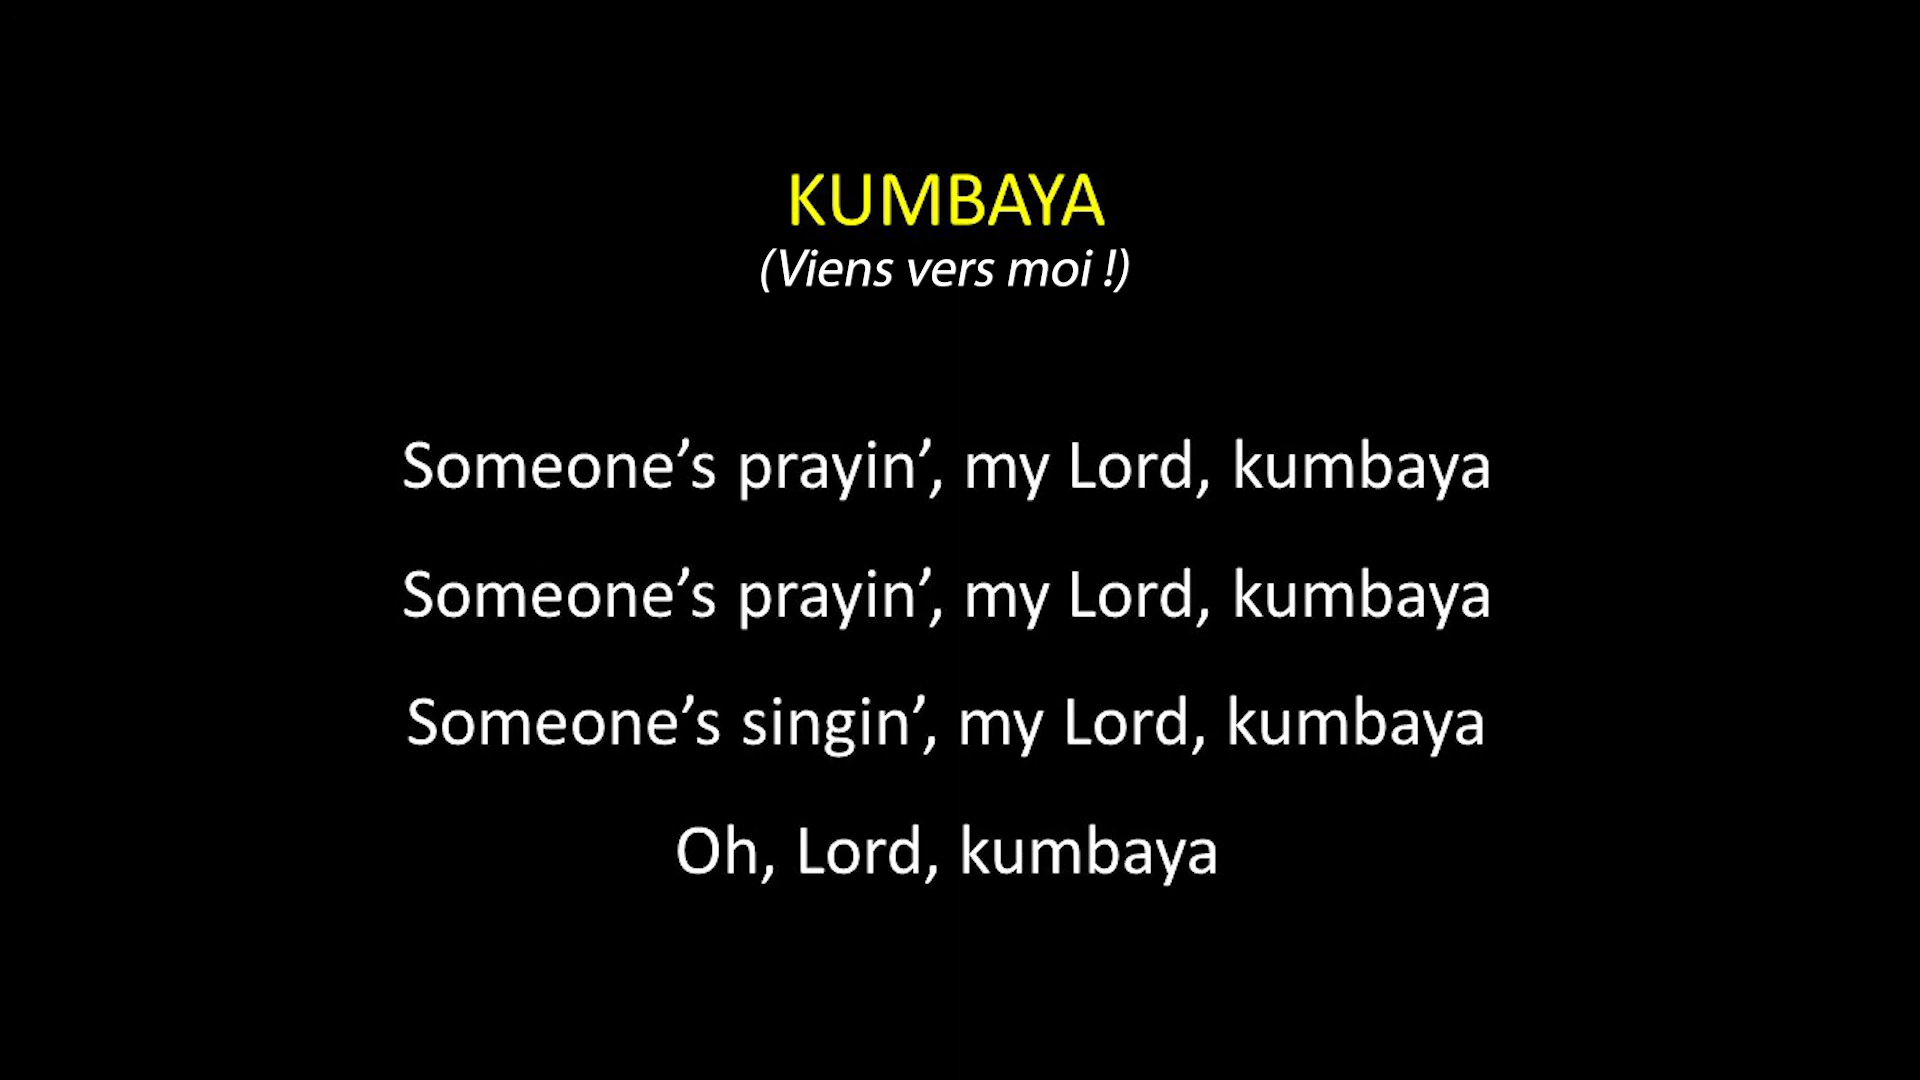 KUMBAYA
(Viens vers moi !)
Someone’s prayin’, my Lord, kumbaya
Someone’s prayin’, my Lord, kumbaya
Someone’s singin’, my Lord, kumbaya
Oh, Lord, kumbaya